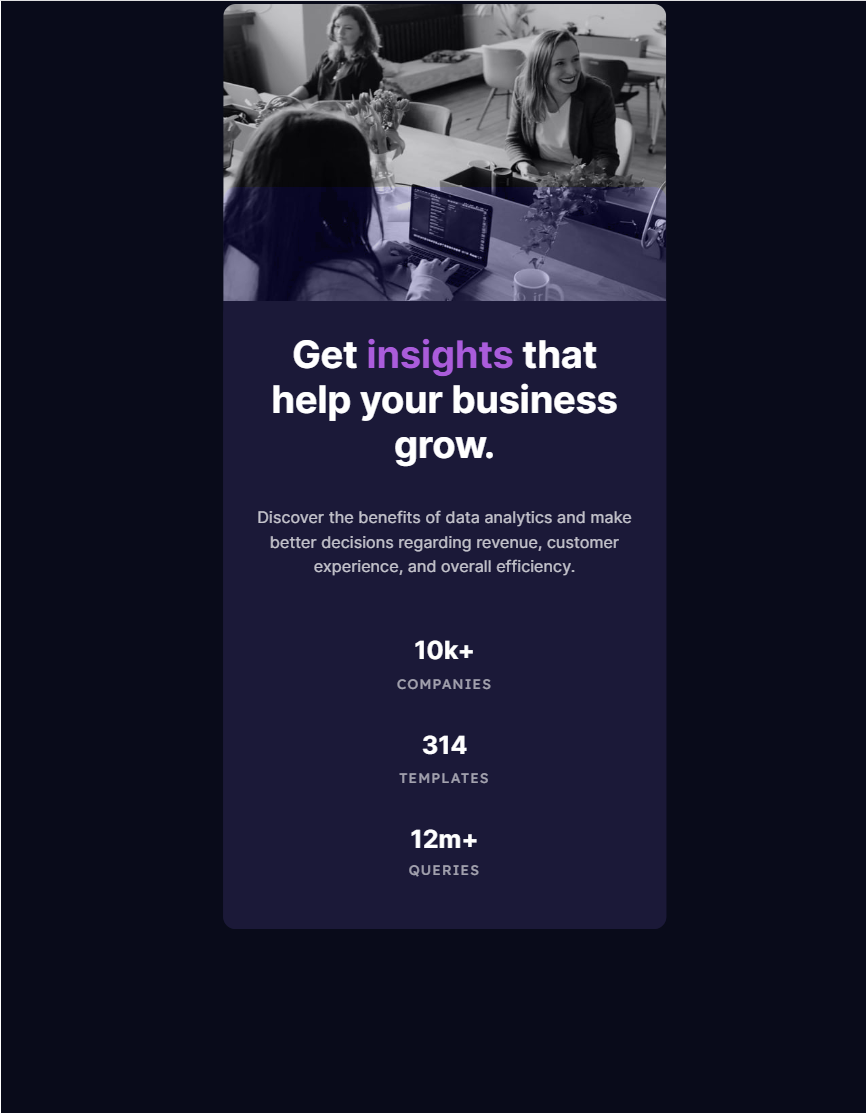 Get insights that
help your business
grow.
Discover the benefits of data analytics and make
better decisions regarding revenue, customer
experience, and overall efficiency.
10k+
COMPANIES
314
TEMPLATES
12m+
QUERIES